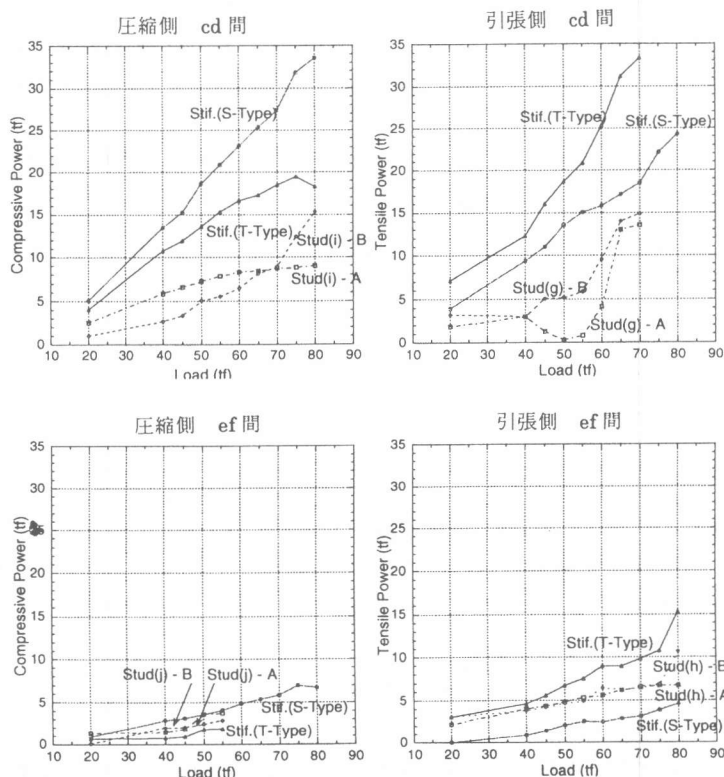 圧縮側 cd 間
35
30
25
20
15
10
5
0
Compressive Power (tf)
Stif.(S-Type)
Stif.(T-Type)
Stud(i) - B
Stud(i) - A
10 20 30 40 50 60 70 80 90
Load (tf)
引張側 cd 間
35
30
25
20
15
10
5
0
Tensile Power (tf)
Stif.(T-Type)
Stif.(S-Type)
Stud(g) - B
Stud(g) - A
10 20 30 40 50 60 70 80 90
Load (tf)
圧縮側 ef 間
35
30
25
20
15
10
5
0
Compressive Power (tf)
Stud(j) - B
Stud(j) - A
Stif.(S-Type)
Stif.(T-Type)
10 20 30 40 50 60 70 80 90
Load (tf)
引張側 ef 間
35
30
25
20
15
10
5
0
Tensile Power (tf)
Stif.(T-Type)
Stud(h) - B
Stud(h) - A
Stif.(S-Type)
10 20 30 40 50 60 70 80 90
Load (tf)